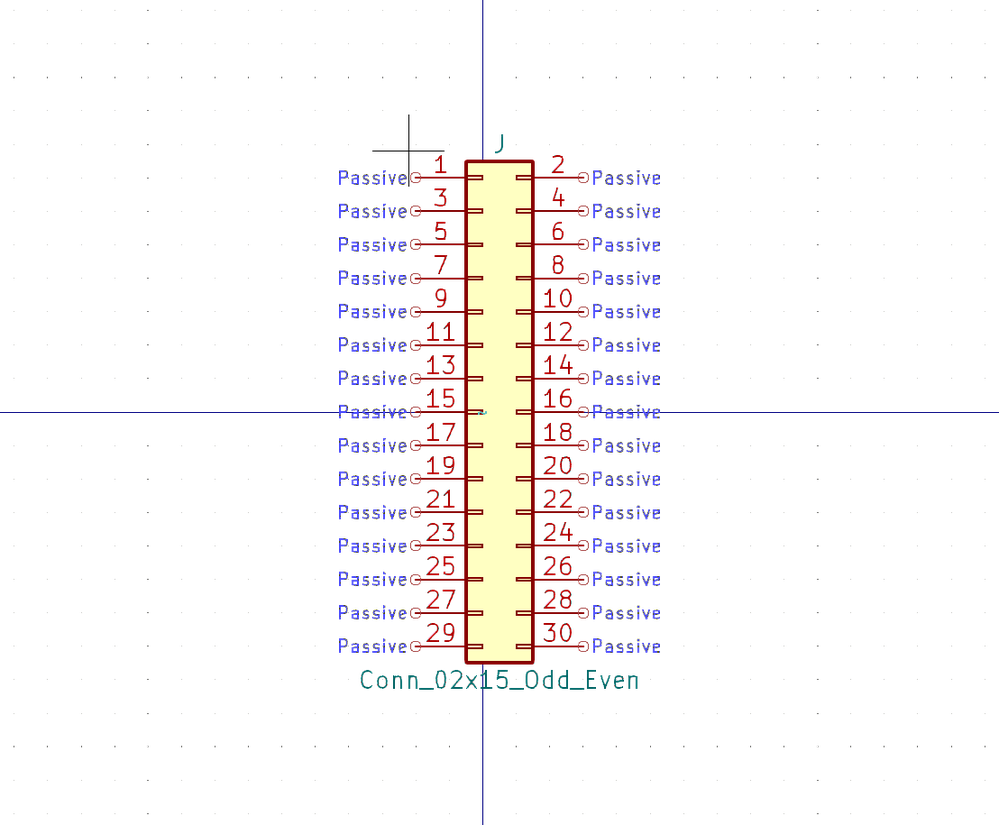 J
Passive 1 2 Passive
Passive 3 4 Passive
Passive 5 6 Passive
Passive 7 8 Passive
Passive 9 10 Passive
Passive 11 12 Passive
Passive 13 14 Passive
Passive 15 16 Passive
Passive 17 18 Passive
Passive 19 20 Passive
Passive 21 22 Passive
Passive 23 24 Passive
Passive 25 26 Passive
Passive 27 28 Passive
Passive 29 30 Passive
Conn_02x15_Odd_Even